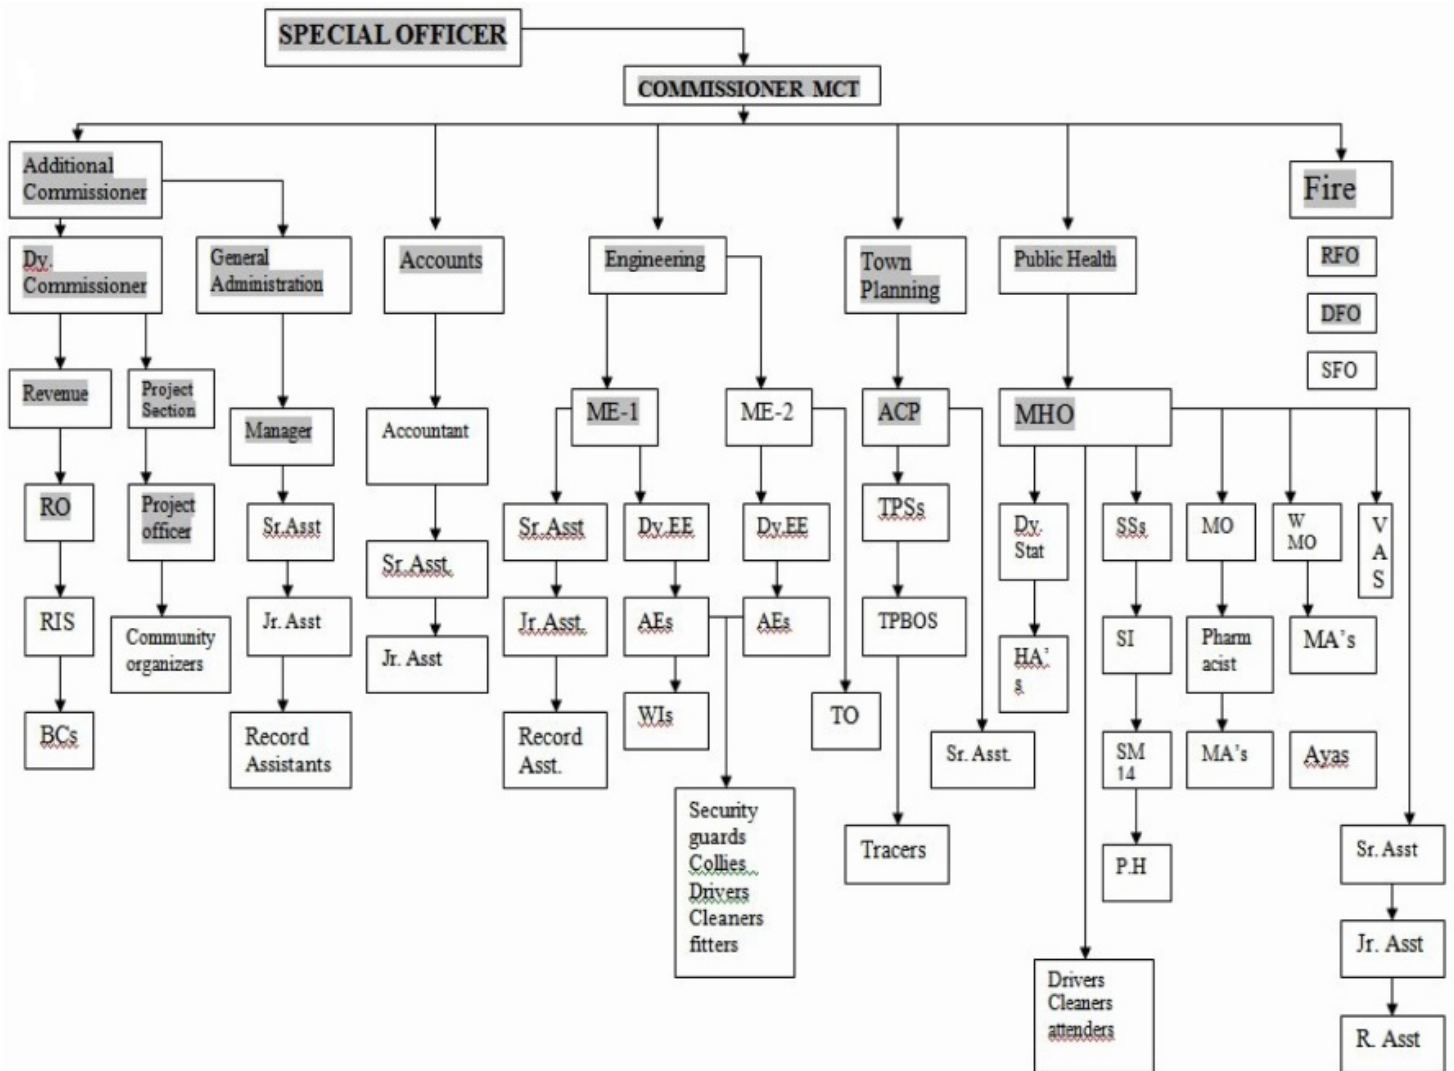 SPECIAL OFFICER
COMMISSIONER MCT
Additional
Commissioner
Fire
Dy.
Commissioner
General
Administration
Accounts
Engineering
Town
Planning
Public Health
RFO
DFO
SFO
Revenue
Project
Section
Manager
Accountant
ME-1
ME-2
ACP
MHO
RO
Project
officer
Sr.Asst
Sr. Asst.
Sr. Asst
Dy.EE
Dy.EE
TPSs
Dy.
Stat
SSs
MO
W
MO
V
A
S
RIS
Community
organizers
Jr. Asst
Jr. Asst
Jr. Asst.
AEs
AEs
TPBOS
HA'
s
SI
Pharm
acist
MA's
BCs
Record
Assistants
Record
Asst.
WIs
TO
Sr. Asst.
SM
14
MA's
Ayas
Security
guards
Collies
Drivers
Cleaners
fitters
Tracers
P.H
Sr. Asst
Jr. Asst
R. Asst
Drivers
Cleaners
attenders